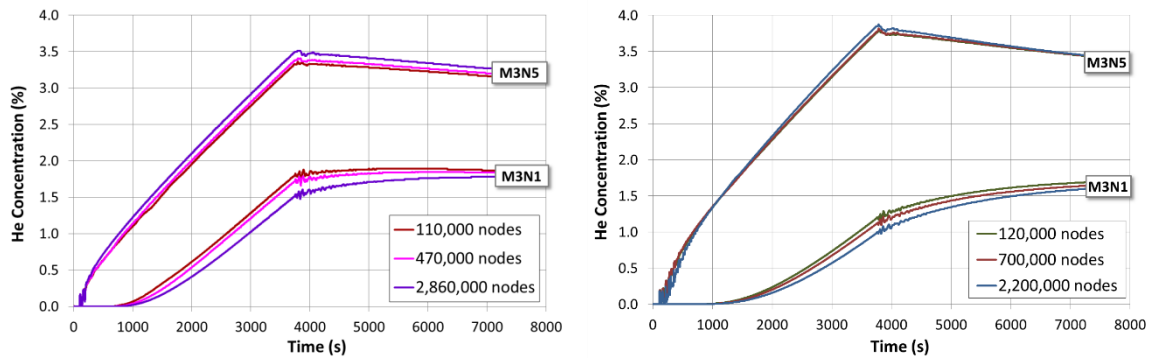 He Concentration (%)
4.0
3.5
3.0
2.5
2.0
1.5
1.0
0.5
0.0
M3N5
M3N1
110,000 nodes
470,000 nodes
2,860,000 nodes
0 1000 2000 3000 4000 5000 6000 7000 8000
Time (s)
He Concentration (%)
4.0
3.5
3.0
2.5
2.0
1.5
1.0
0.5
0.0
M3N5
M3N1
120,000 nodes
700,000 nodes
2,200,000 nodes
0 1000 2000 3000 4000 5000 6000 7000 8000
Time (s)